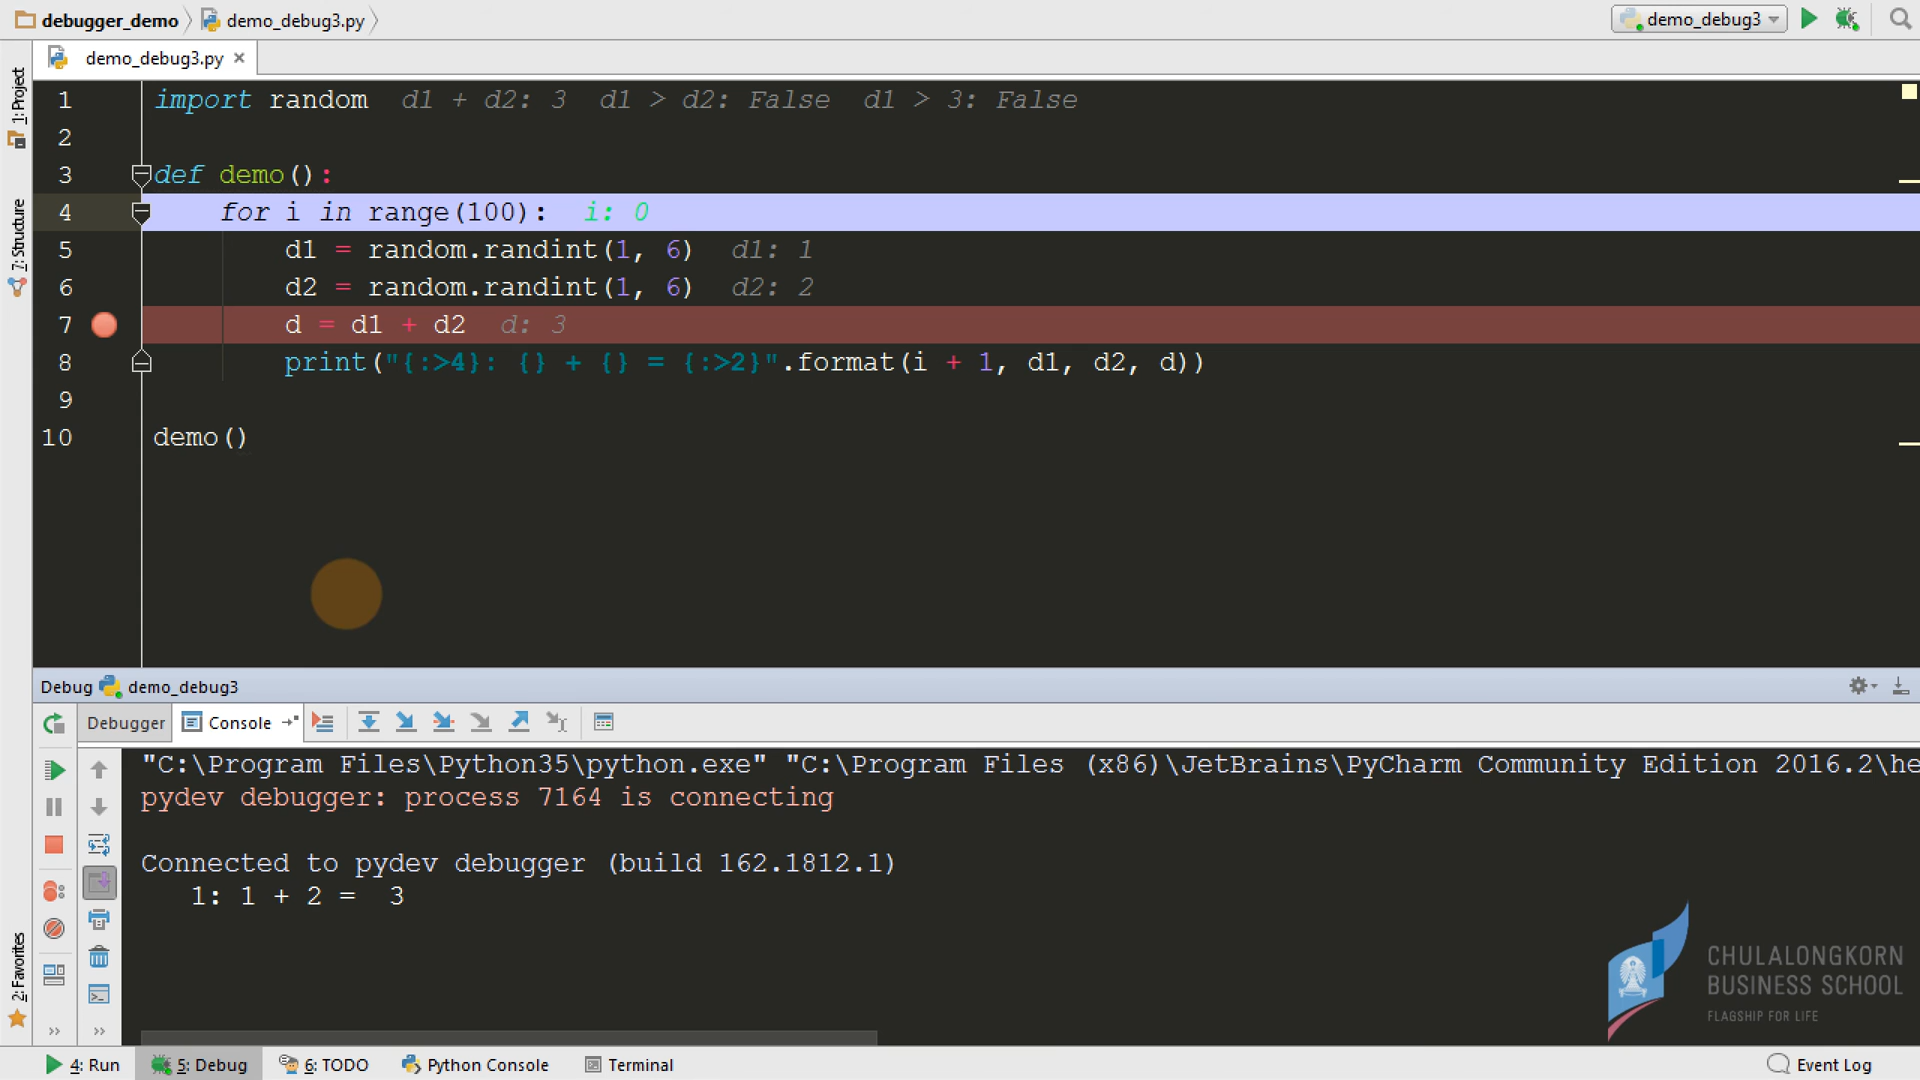 debugger_demo demo_debug3.py demo_debug3
demo_debug3.py
1: Project
7: Structure
2: Favorites
1 import random d1 + d2: 3 d1 > d2: False d1 > 3: False
2
3 def demo():
4 for i in range(100): i: 0
5 d1 = random.randint(1, 6) d1: 1
6 d2 = random.randint(1, 6) d2: 2
7 d = d1 + d2 d: 3
8 print("{:>4}: {} + {} = {:>2}".format(i + 1, d1, d2, d))
9
10 demo()
Debug demo_debug3
Debugger Console
"C:\Program Files\Python35\python.exe" "C:\Program Files (x86)\JetBrains\PyCharm Community Edition 2016.2\he
pydev debugger: process 7164 is connecting
Connected to pydev debugger (build 162.1812.1)
1: 1 + 2 = 3
CHULALONGKORN
BUSINESS SCHOOL
FLAGSHIP FOR LIFE
4: Run 5: Debug 6: TODO Python Console Terminal Event Log